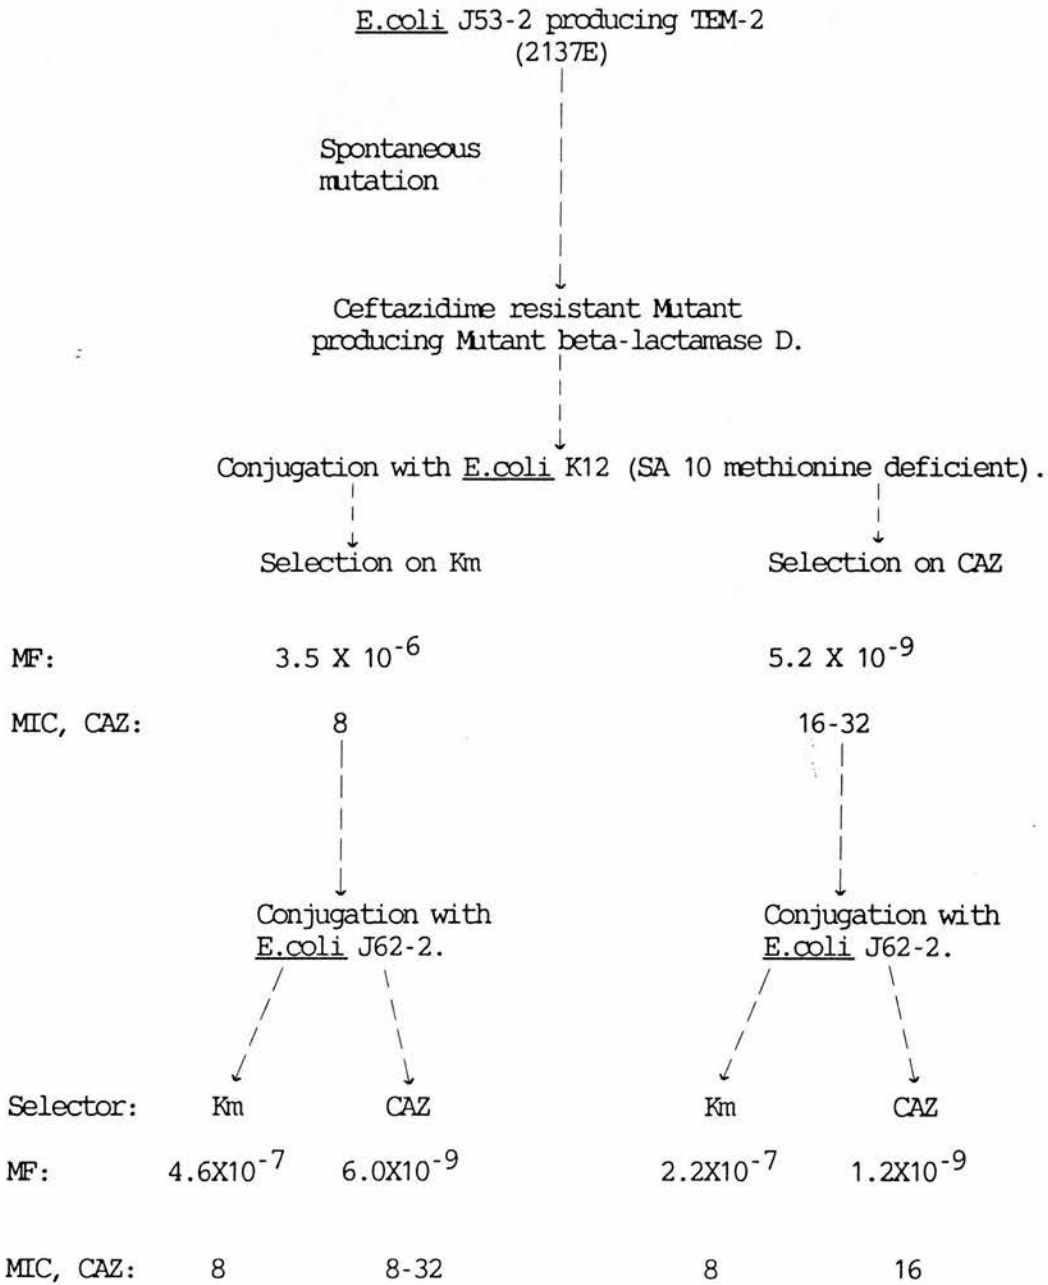 E.coli J53-2 producing TEM-2
(2137E)
Spontaneous
mutation
Ceftazidime resistant Mutant
producing Mutant beta-lactamase D.
Conjugation with E.coli K12 (SA 10 methionine deficient).
Selection on Km Selection on CAZ
MF: 3.5 X 10-6 5.2 X 10-9
MIC, CAZ: 8 16-32
Conjugation with Conjugation with
E.coli J62-2. E.coli J62-2.
Selector: Km CAZ Km CAZ
MF: 4.6X10-7 6.0X10-9 2.2X10-7 1.2X10-9
MIC, CAZ: 8 8-32 8 16